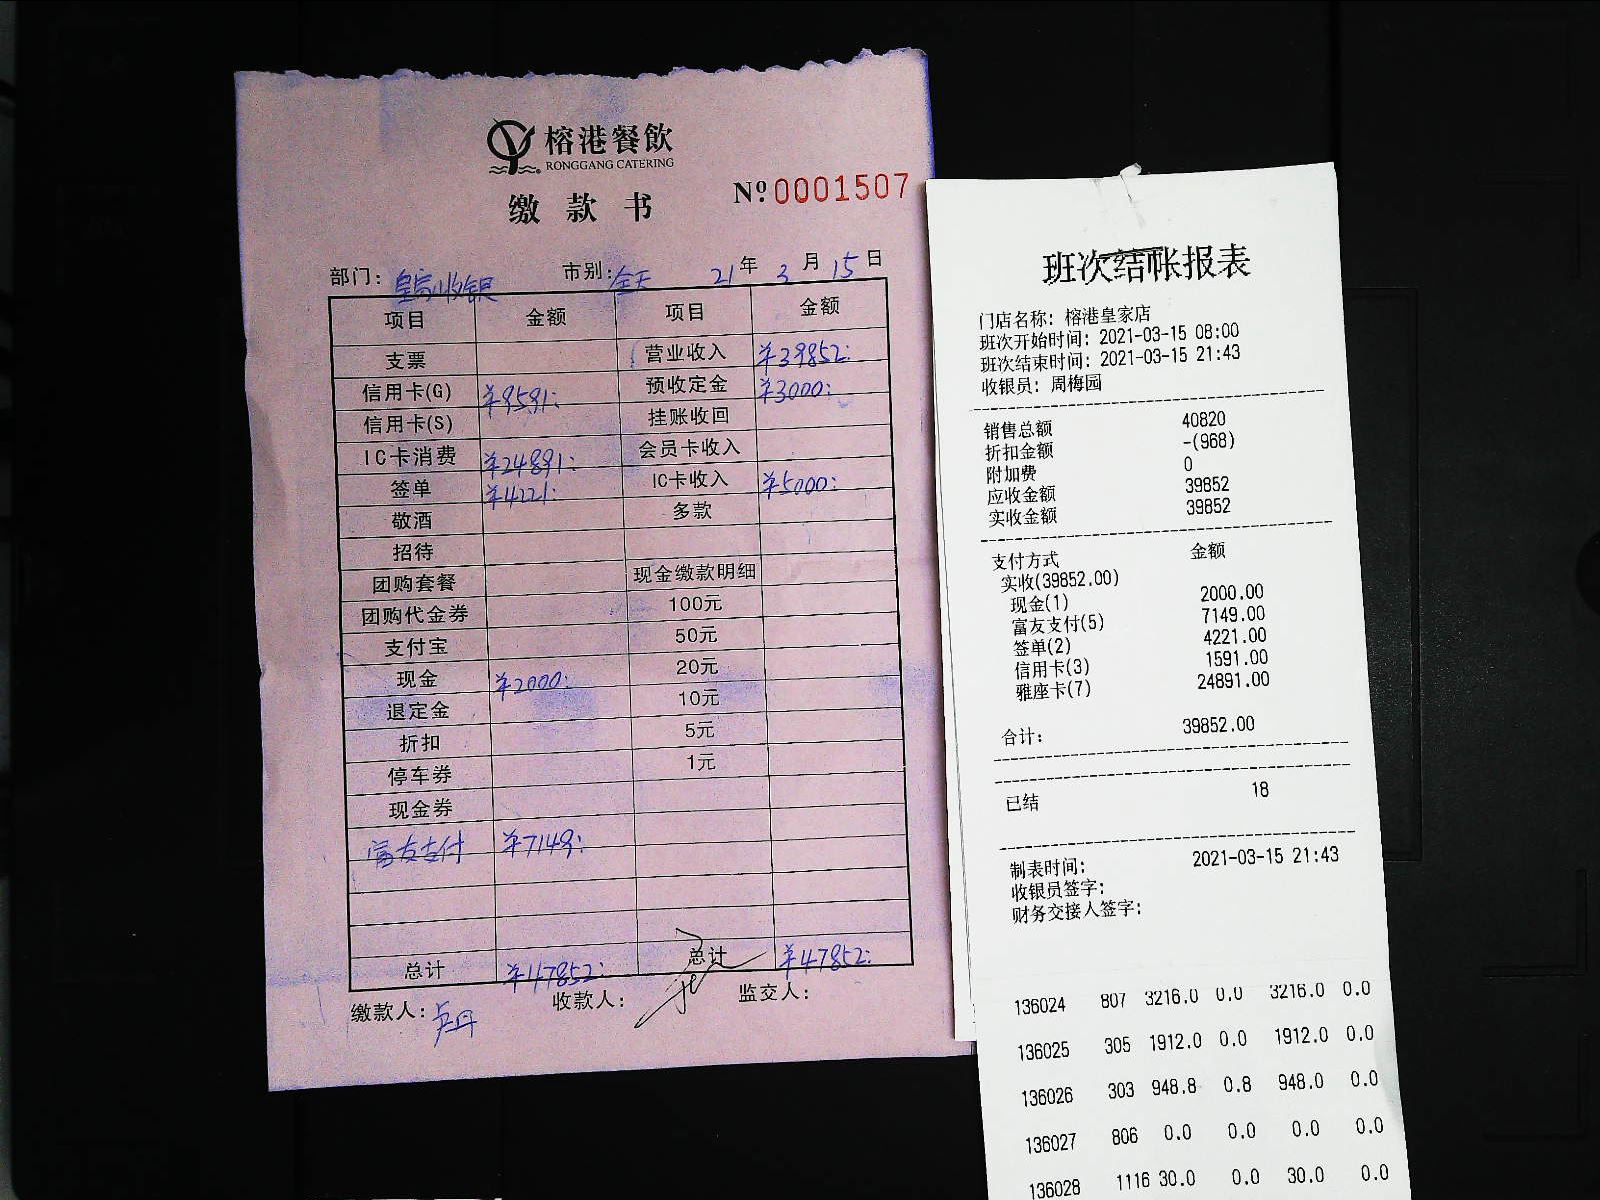 榕港餐飲
RONGGANG CATERING
缴款书
№0001507
部门：皇家收银 市别：全天 21年3月15日
项目 金额 项目 金额
支票 营业收入 ¥39852:
信用卡(G) ¥9591: 预收定金 ¥3000:
信用卡(S) 挂账收回
IC卡消费 ¥24891: 会员卡收入
签单 ¥4221: IC卡收入 ¥5000:
敬酒 多款
招待
团购套餐 现金缴款明细
团购代金券 100元
支付宝 50元
现金 ¥2000: 20元
退定金 10元
折扣 5元
停车券 1元
现金券
富友支付 ¥7149:
总计 ¥47852: 总计 ¥47852:
缴款人：卢丹 收款人： 监交人：
班次结帐报表
门店名称：榕港皇家店
班次开始时间：2021-03-15 08:00
班次结束时间：2021-03-15 21:43
收银员：周梅园
销售总额 40820
折扣金额 -(968)
附加费 0
应收金额 39852
实收金额 39852
支付方式 金额
实收(39852.00)
现金(1) 2000.00
富友支付(5) 7149.00
签单(2) 4221.00
信用卡(3) 1591.00
雅座卡(7) 24891.00
合计： 39852.00
已结 18
制表时间： 2021-03-15 21:43
收银员签字：
财务交接人签字：
136024 807 3216.0 0.0 3216.0 0.0
136025 305 1912.0 0.0 1912.0 0.0
136026 303 948.8 0.8 948.0 0.0
136027 806 0.0 0.0 0.0 0.0
136028 1116 30.0 0.0 30.0 0.0